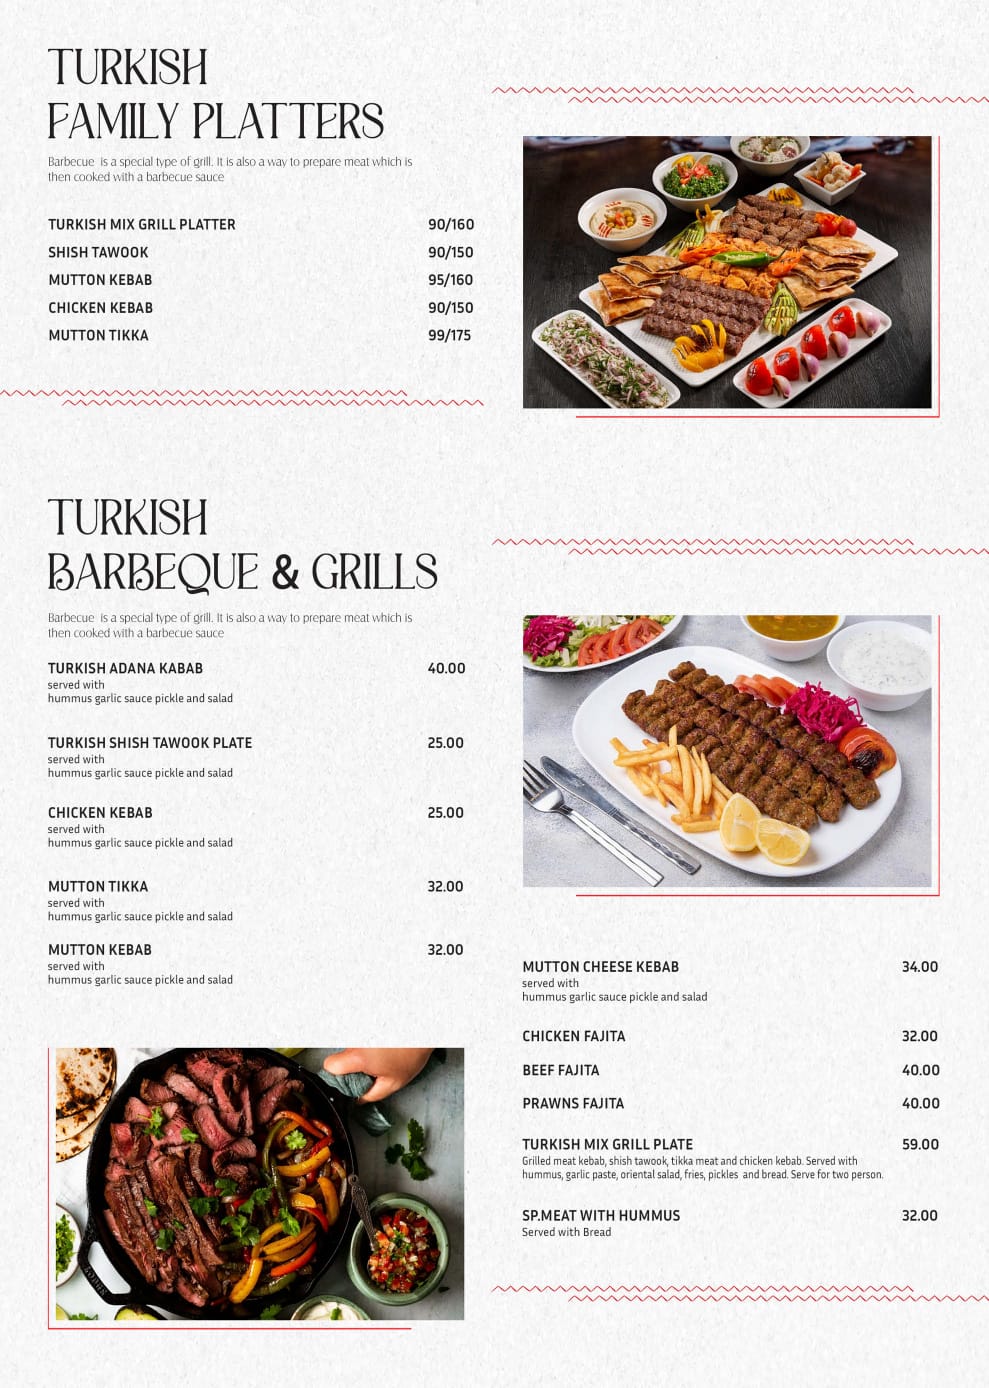 TURKISH
FAMILY PLATTERS
Barbecue is a special type of grill. It is also a way to prepare meat which is
then cooked with a barbecue sauce
TURKISH MIX GRILL PLATTER 90/160
SHISH TAWOOK 90/150
MUTTON KEBAB 95/160
CHICKEN KEBAB 90/150
MUTTON TIKKA 99/175
TURKISH
BARBEQUE & GRILLS
Barbecue is a special type of grill. It is also a way to prepare meat which is
then cooked with a barbecue sauce
TURKISH ADANA KABAB 40.00
served with
hummus garlic sauce pickle and salad
TURKISH SHISH TAWOOK PLATE 25.00
served with
hummus garlic sauce pickle and salad
CHICKEN KEBAB 25.00
served with
hummus garlic sauce pickle and salad
MUTTON TIKKA 32.00
served with
hummus garlic sauce pickle and salad
MUTTON KEBAB 32.00
served with
hummus garlic sauce pickle and salad
MUTTON CHEESE KEBAB 34.00
served with
hummus garlic sauce pickle and salad
CHICKEN FAJITA 32.00
BEEF FAJITA 40.00
PRAWNS FAJITA 40.00
TURKISH MIX GRILL PLATE 59.00
Grilled meat kebab, shish tawook, tikka meat and chicken kebab. Served with
hummus, garlic paste, oriental salad, fries, pickles and bread. Serve for two person.
SP.MEAT WITH HUMMUS 32.00
Served with Bread